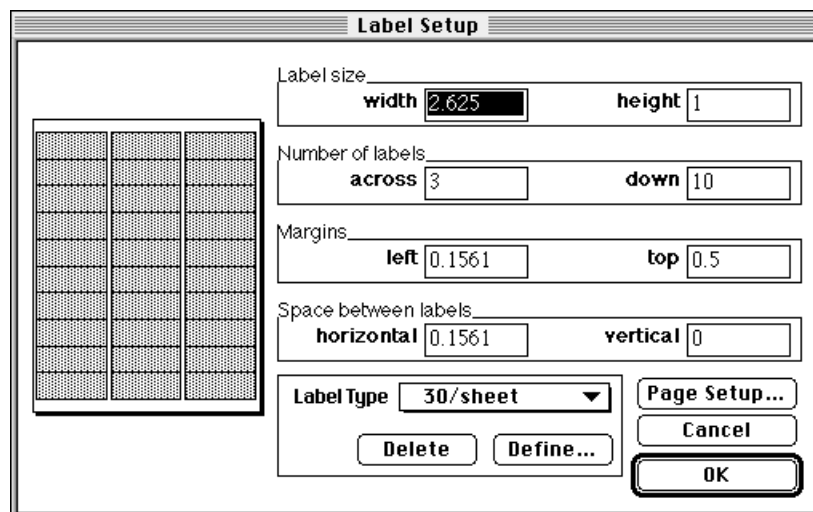 Label Setup
Label size
width 2.625 height 1
Number of labels
across 3 down 10
Margins
left 0.1561 top 0.5
Space between labels
horizontal 0.1561 vertical 0
Label Type 30/sheet Page Setup...
Cancel
Delete Define...
OK